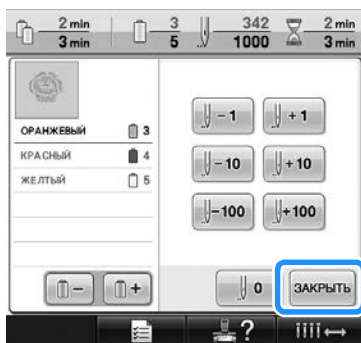 2 min 3 342 2 min
3 min 5 1000 3 min
ОРАНЖЕВЫЙ 3
КРАСНЫЙ 4
ЖЕЛТЫЙ 5
- 1 + 1
- 10 + 10
-100 +100
- +
0 ЗАКРЫТЬ
?